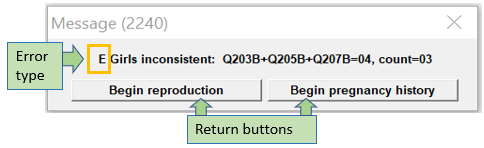 Message (2240)
Error type
E Girls inconsistent: Q203B+Q205B+Q207B=04, count=03
Begin reproduction
Begin pregnancy history
Return buttons